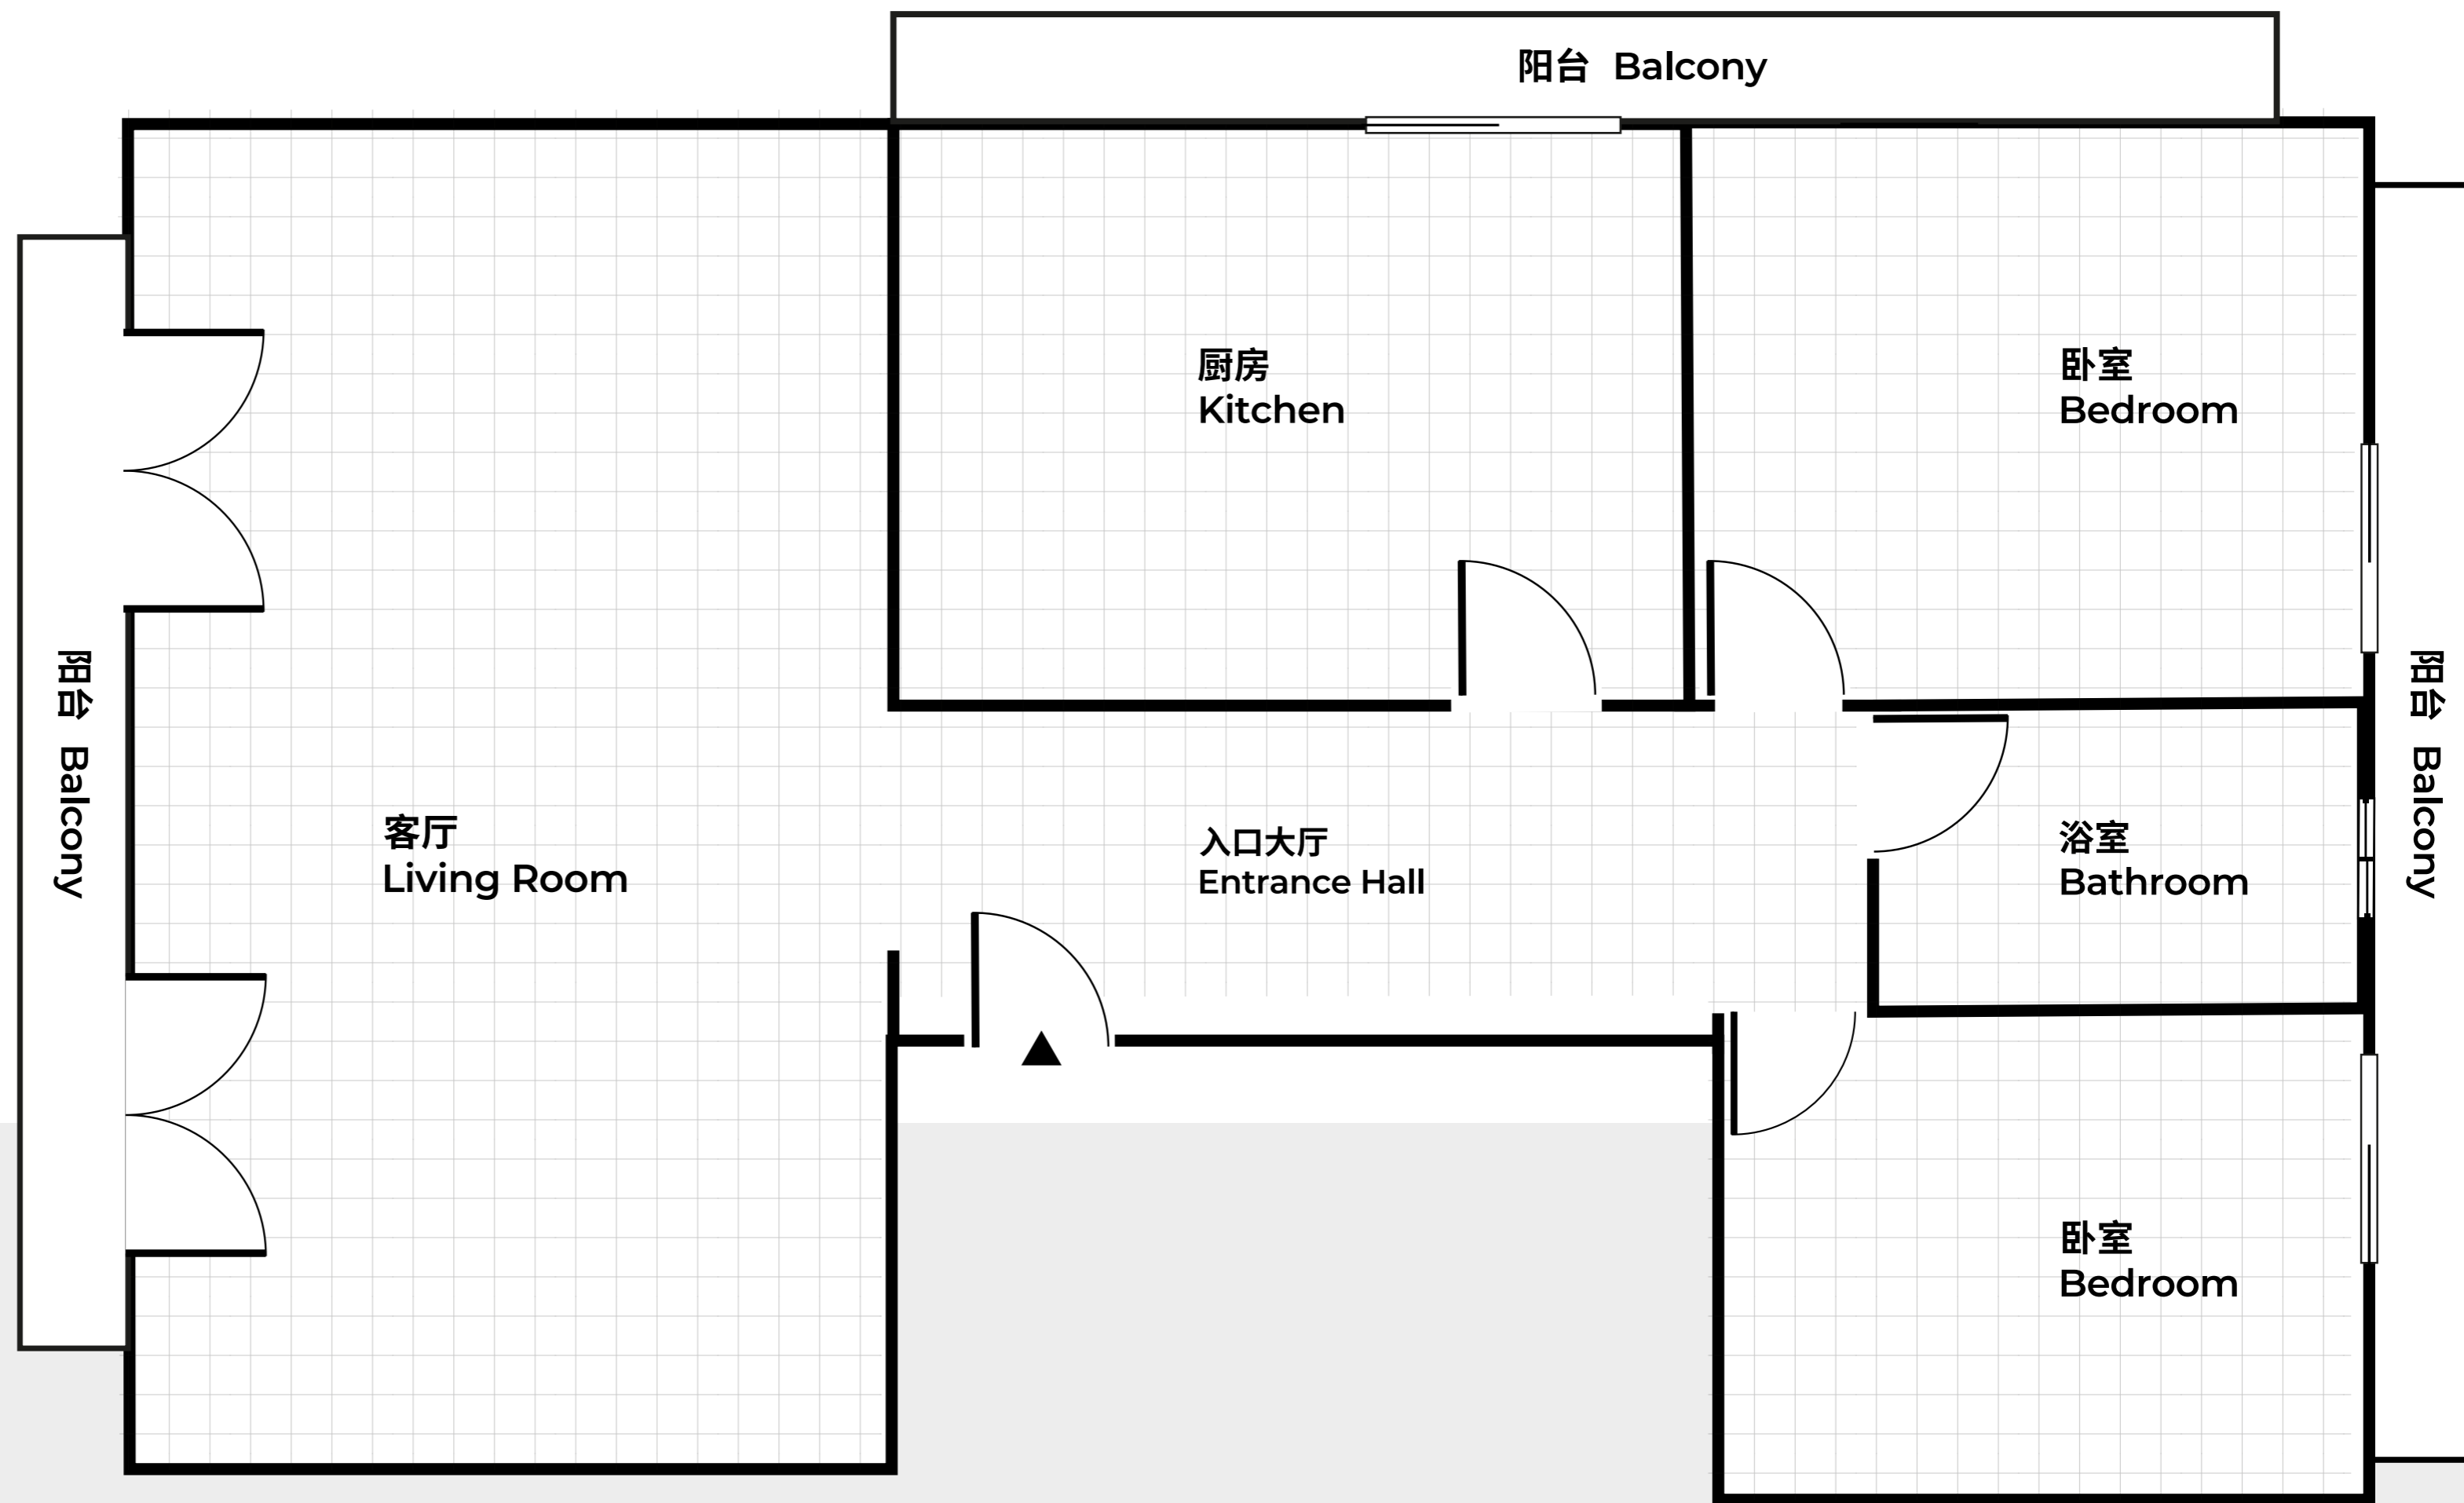 阳台 Balcony
厨房
Kitchen
卧室
Bedroom
阳台 Balcony
阳台 Balcony
客厅
Living Room
入口大厅
Entrance Hall
浴室
Bathroom
卧室
Bedroom